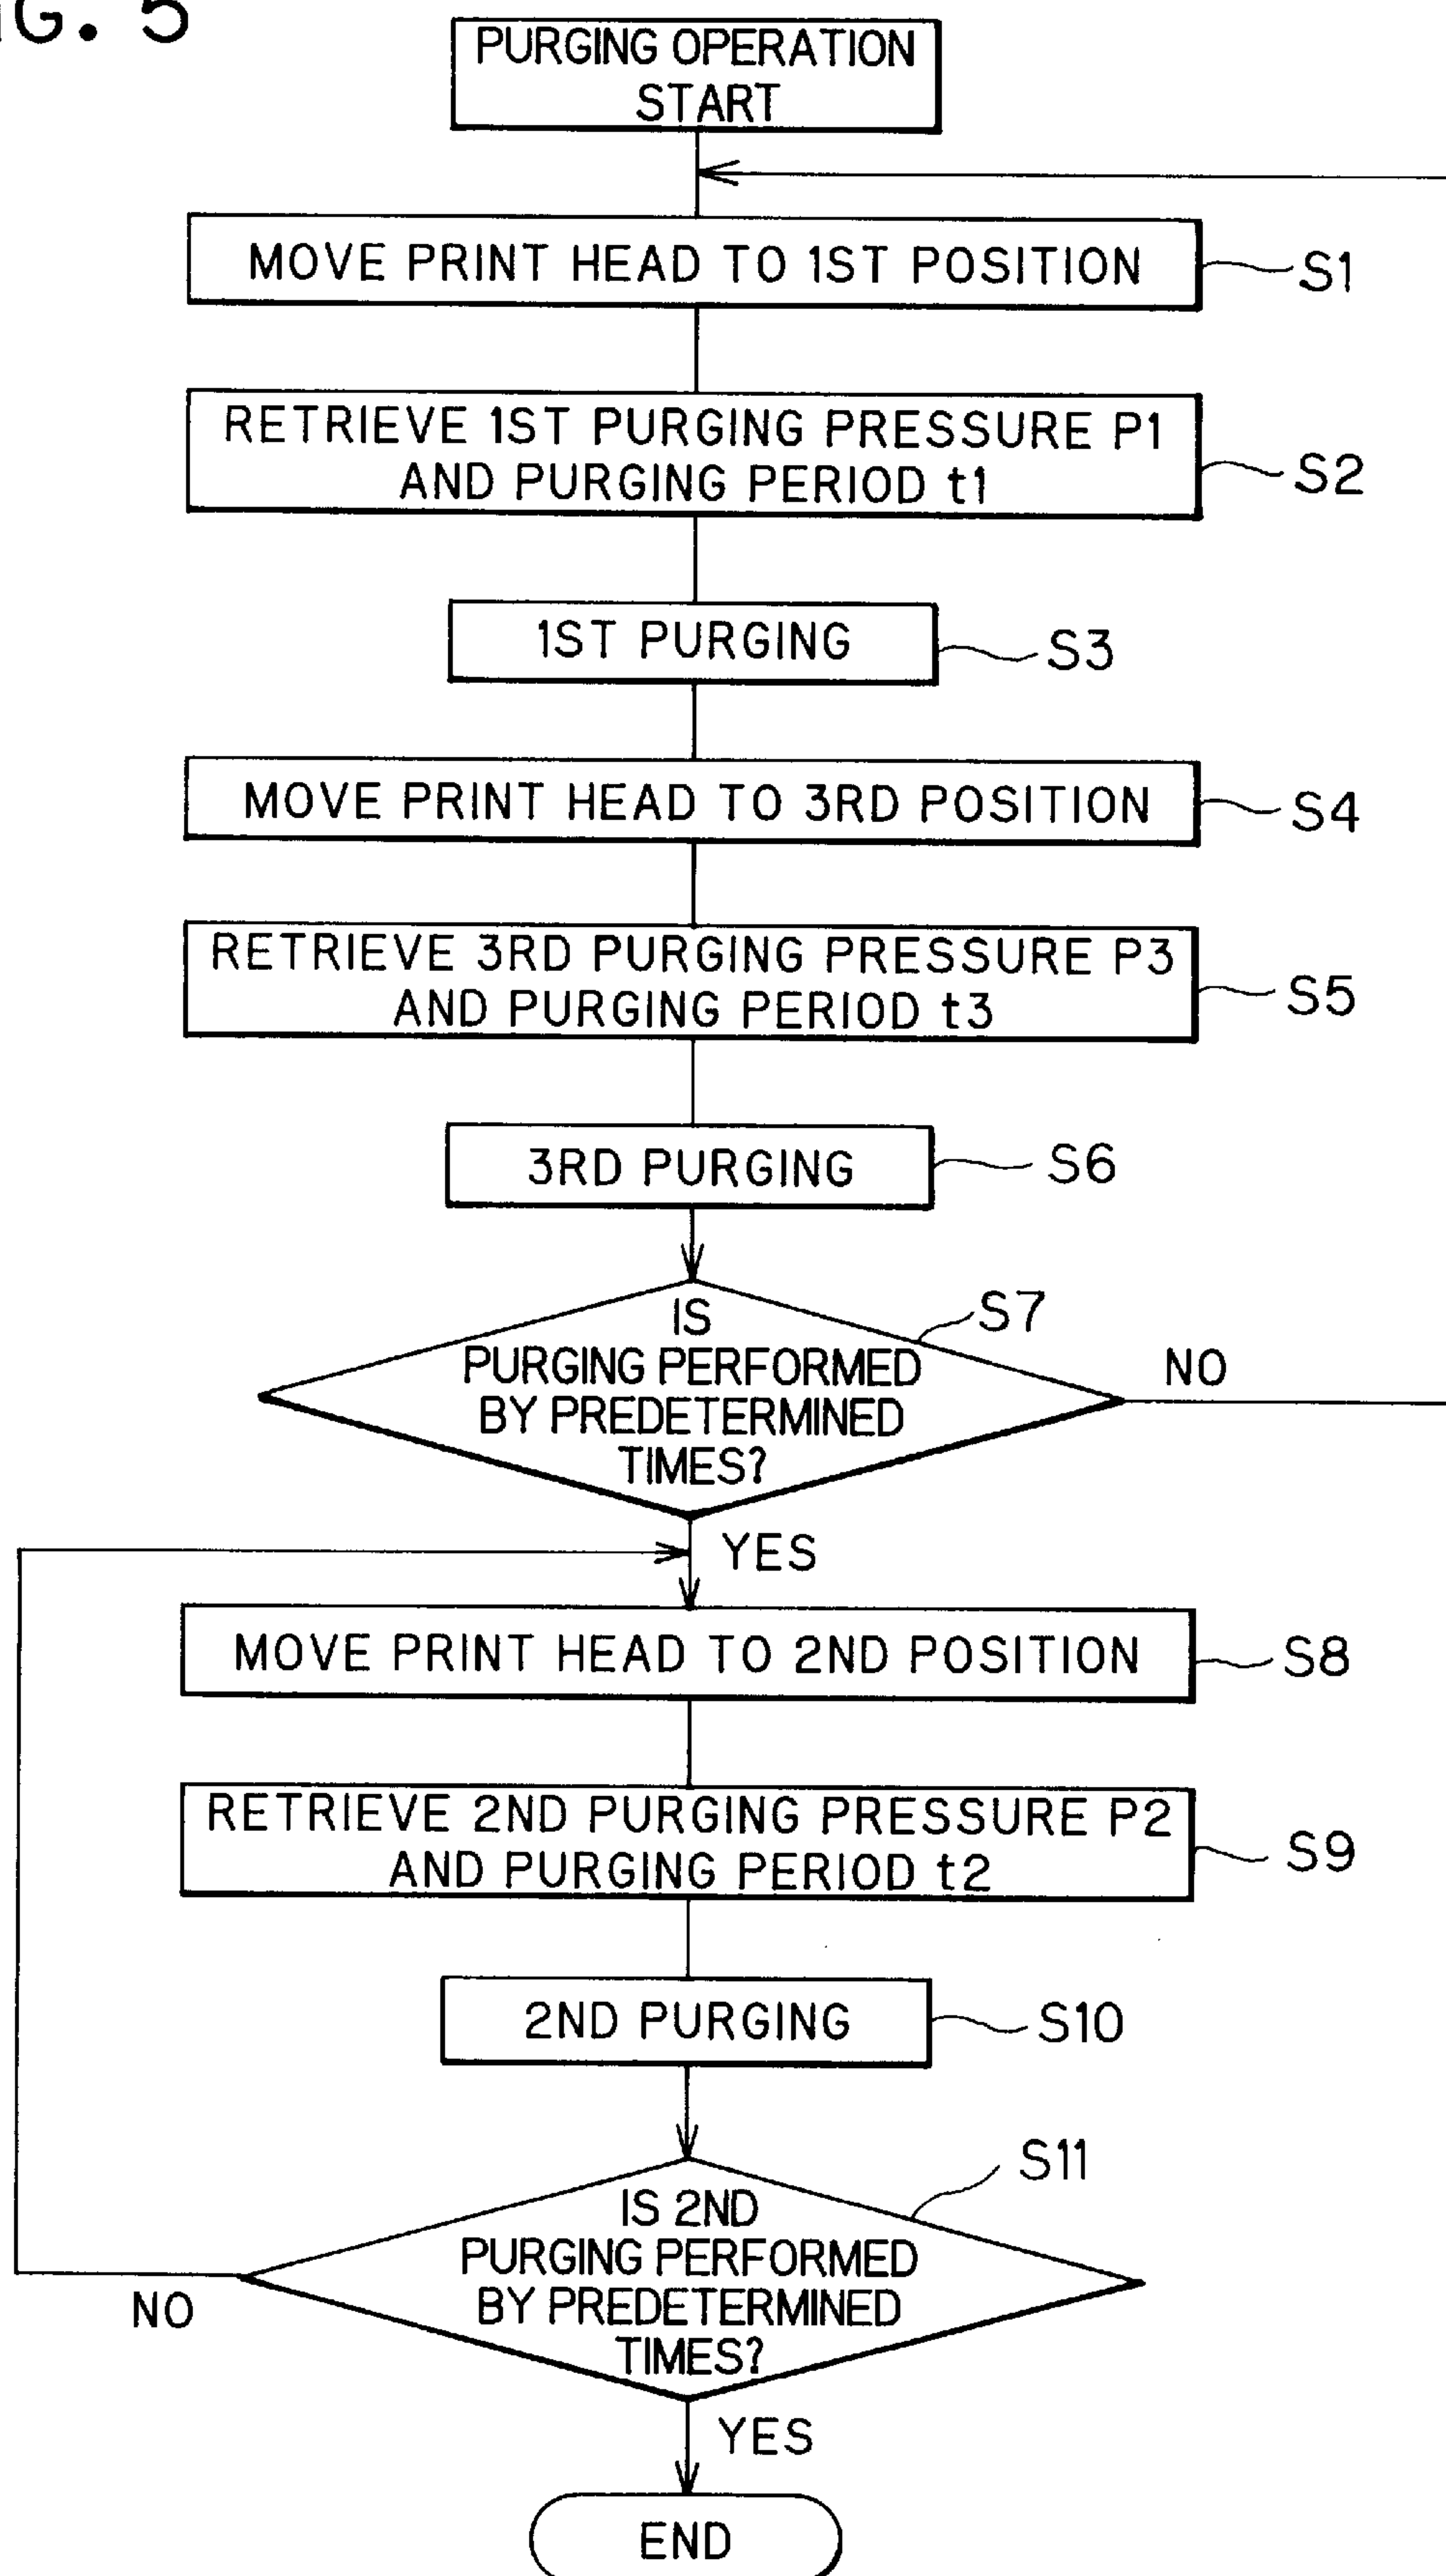 G. 5
PURGING OPERATION
START
MOVE PRINT HEAD TO 1ST POSITION
S1
RETRIEVE 1ST PURGING PRESSURE P1
AND PURGING PERIOD t1
S2
1ST PURGING
S3
MOVE PRINT HEAD TO 3RD POSITION
S4
RETRIEVE 3RD PURGING PRESSURE P3
AND PURGING PERIOD t3
S5
3RD PURGING
S6
IS
PURGING PERFORMED
BY PREDETERMINED
TIMES?
S7
NO
YES
MOVE PRINT HEAD TO 2ND POSITION
S8
RETRIEVE 2ND PURGING PRESSURE P2
AND PURGING PERIOD t2
S9
2ND PURGING
S10
IS 2ND
PURGING PERFORMED
BY PREDETERMINED
TIMES?
S11
NO
YES
END